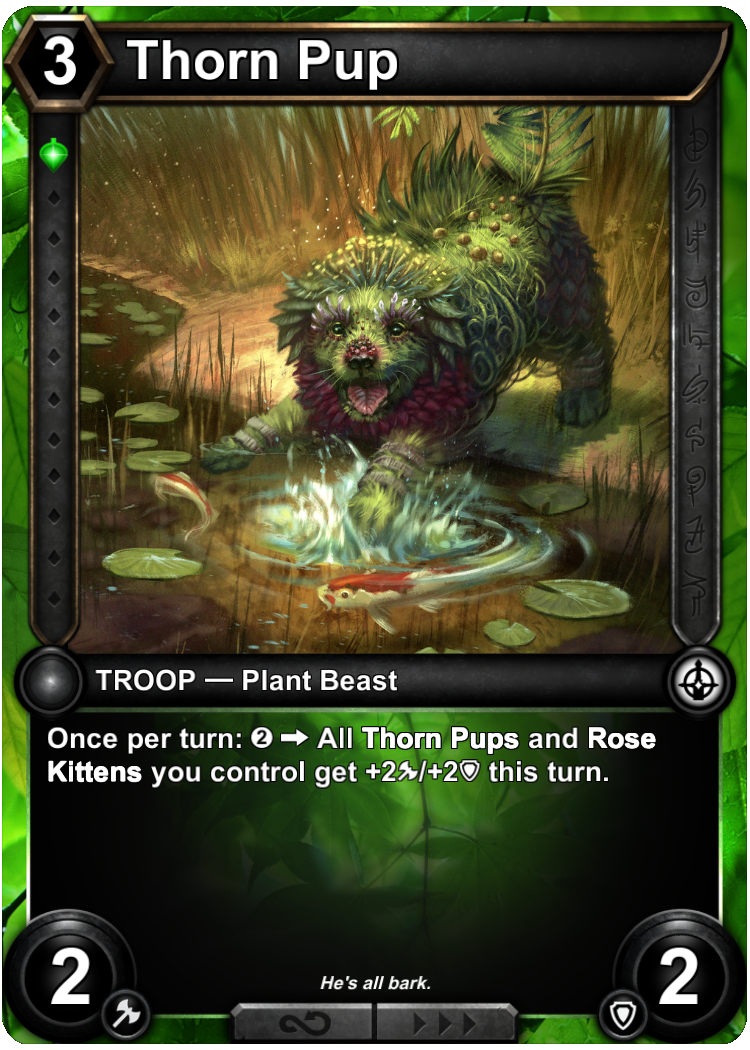 3 Thorn Pup
TROOP — Plant Beast
Once per turn: ❷ ➡ All Thorn Pups and Rose
Kittens you control get +2/+2 this turn.
He's all bark.
2 2